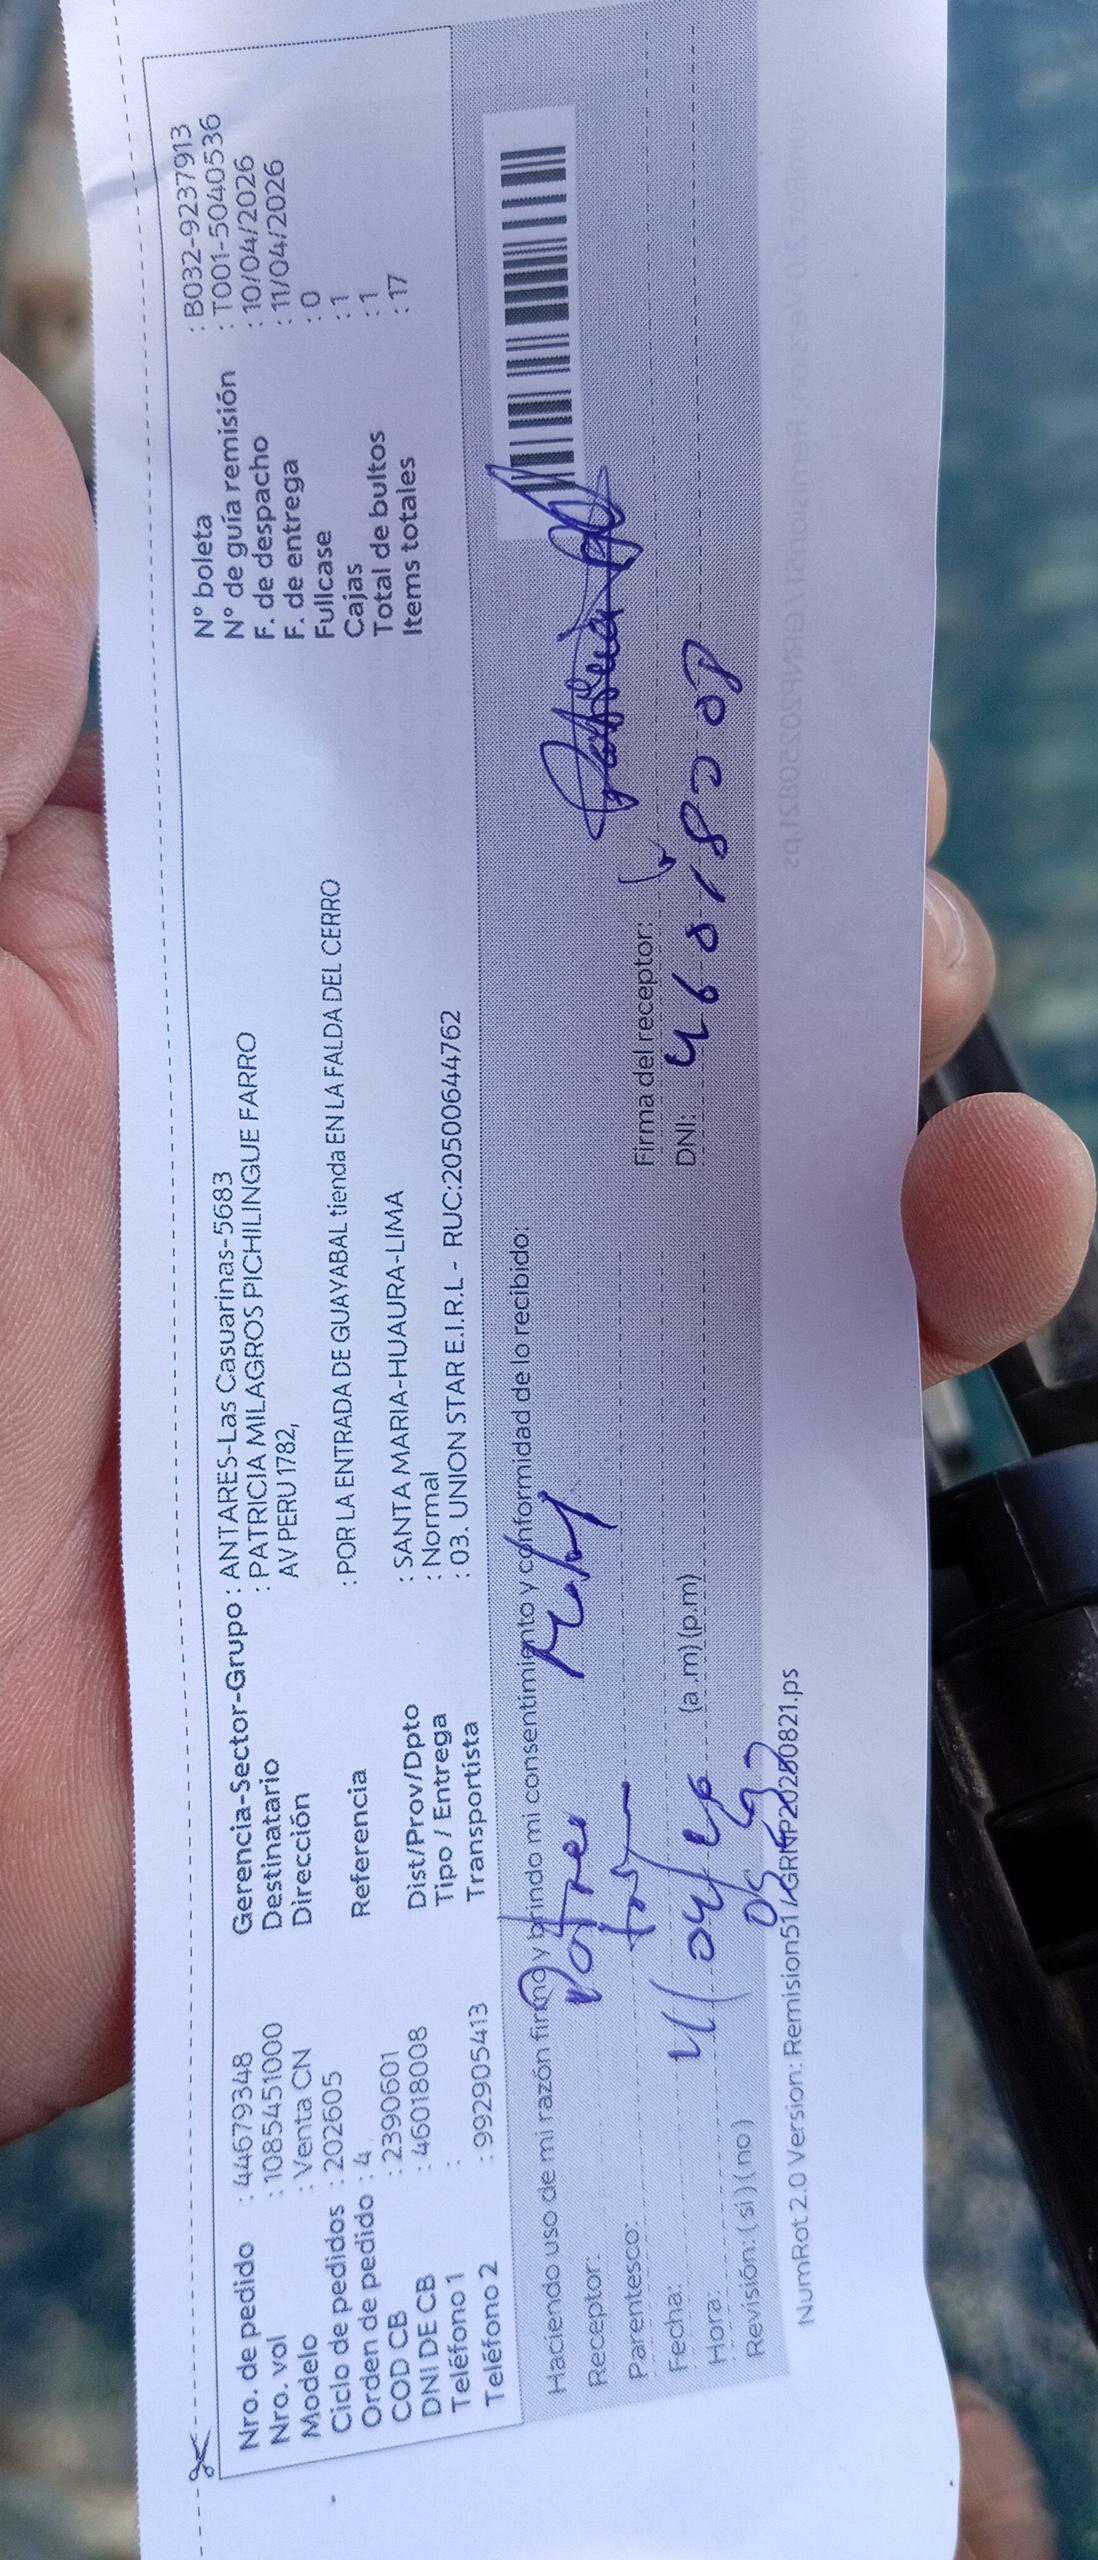 Nro. de pedido : 44679348
Nro. vol : 1085451000
Modelo : Venta CN
Ciclo de pedidos : 202605
Orden de pedido : 4
COD CB : 2390601
DNI DE CB : 46018008
Teléfono 1 :
Teléfono 2 : 992905413
Gerencia-Sector-Grupo : ANTARES-Las Casuarinas-5683
Destinatario : PATRICIA MILAGROS PICHILINGUE FARRO
Dirección AV PERU 1782,
Referencia : POR LA ENTRADA DE GUAYABAL tienda EN LA FALDA DEL CERRO
Dist/Prov/Dpto : SANTA MARIA-HUAURA-LIMA
Tipo / Entrega : Normal
Transportista : 03. UNION STAR E.I.R.L - RUC:20500644762
N° boleta : B032-9237913
N° de guía remisión : T001-5040536
F. de despacho : 10/04/2026
F. de entrega : 11/04/2026
Fullcase : 0
Cajas : 1
Total de bultos : 1
Items totales : 17
Haciendo uso de mi razón firmo y brindo mi consentimiento y conformidad de lo recibido:
Receptor:
Parentesco:
Fecha:
Hora: (a.m) (p.m)
Revisión: ( si ) ( no )
Firma del receptor:
DNI: 46018008
NumRot 2.0 Version: Remision51